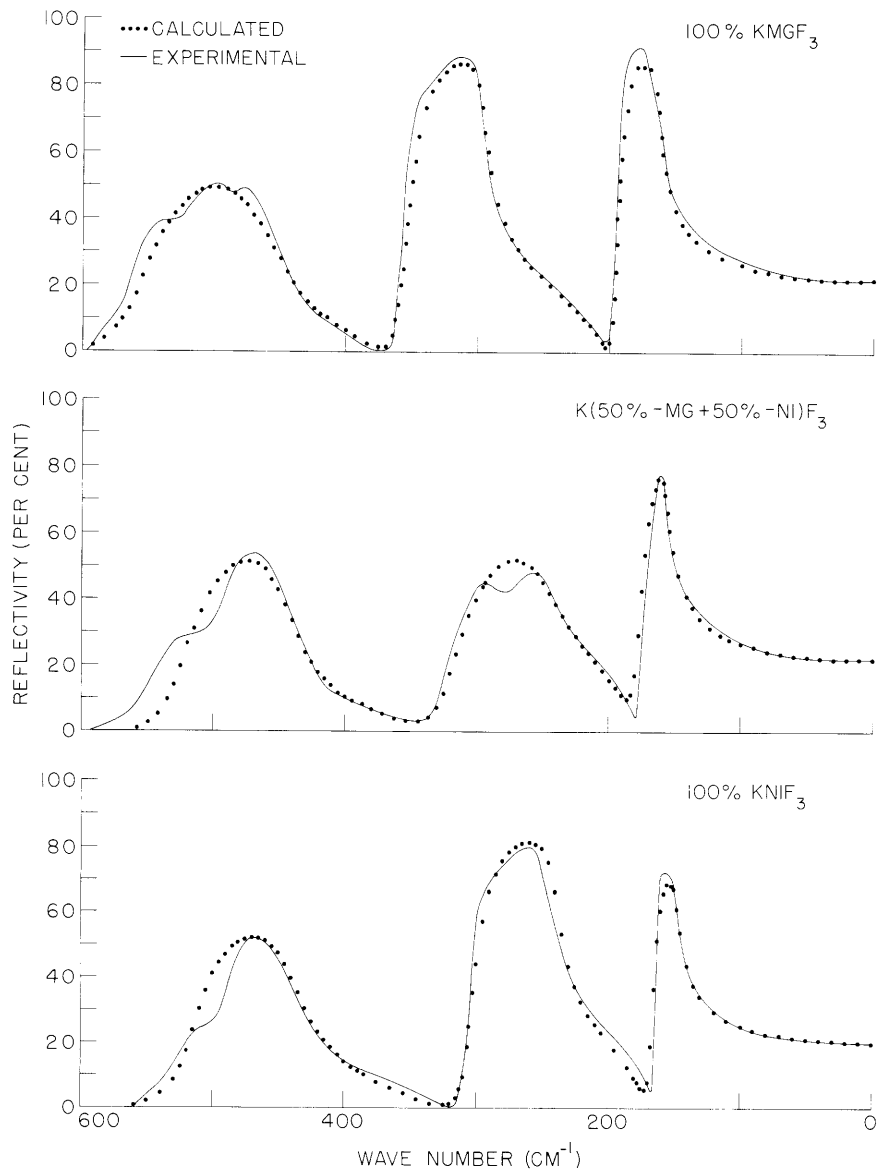 CALCULATED
EXPERIMENTAL
100% KMGF3
100
80
60
40
20
0
K(50%-MG+50%-NI)F3
100
80
60
40
20
0
REFLECTIVITY (PER CENT)
100% KNIF3
100
80
60
40
20
0
600 400 200 0
WAVE NUMBER (CM-1)